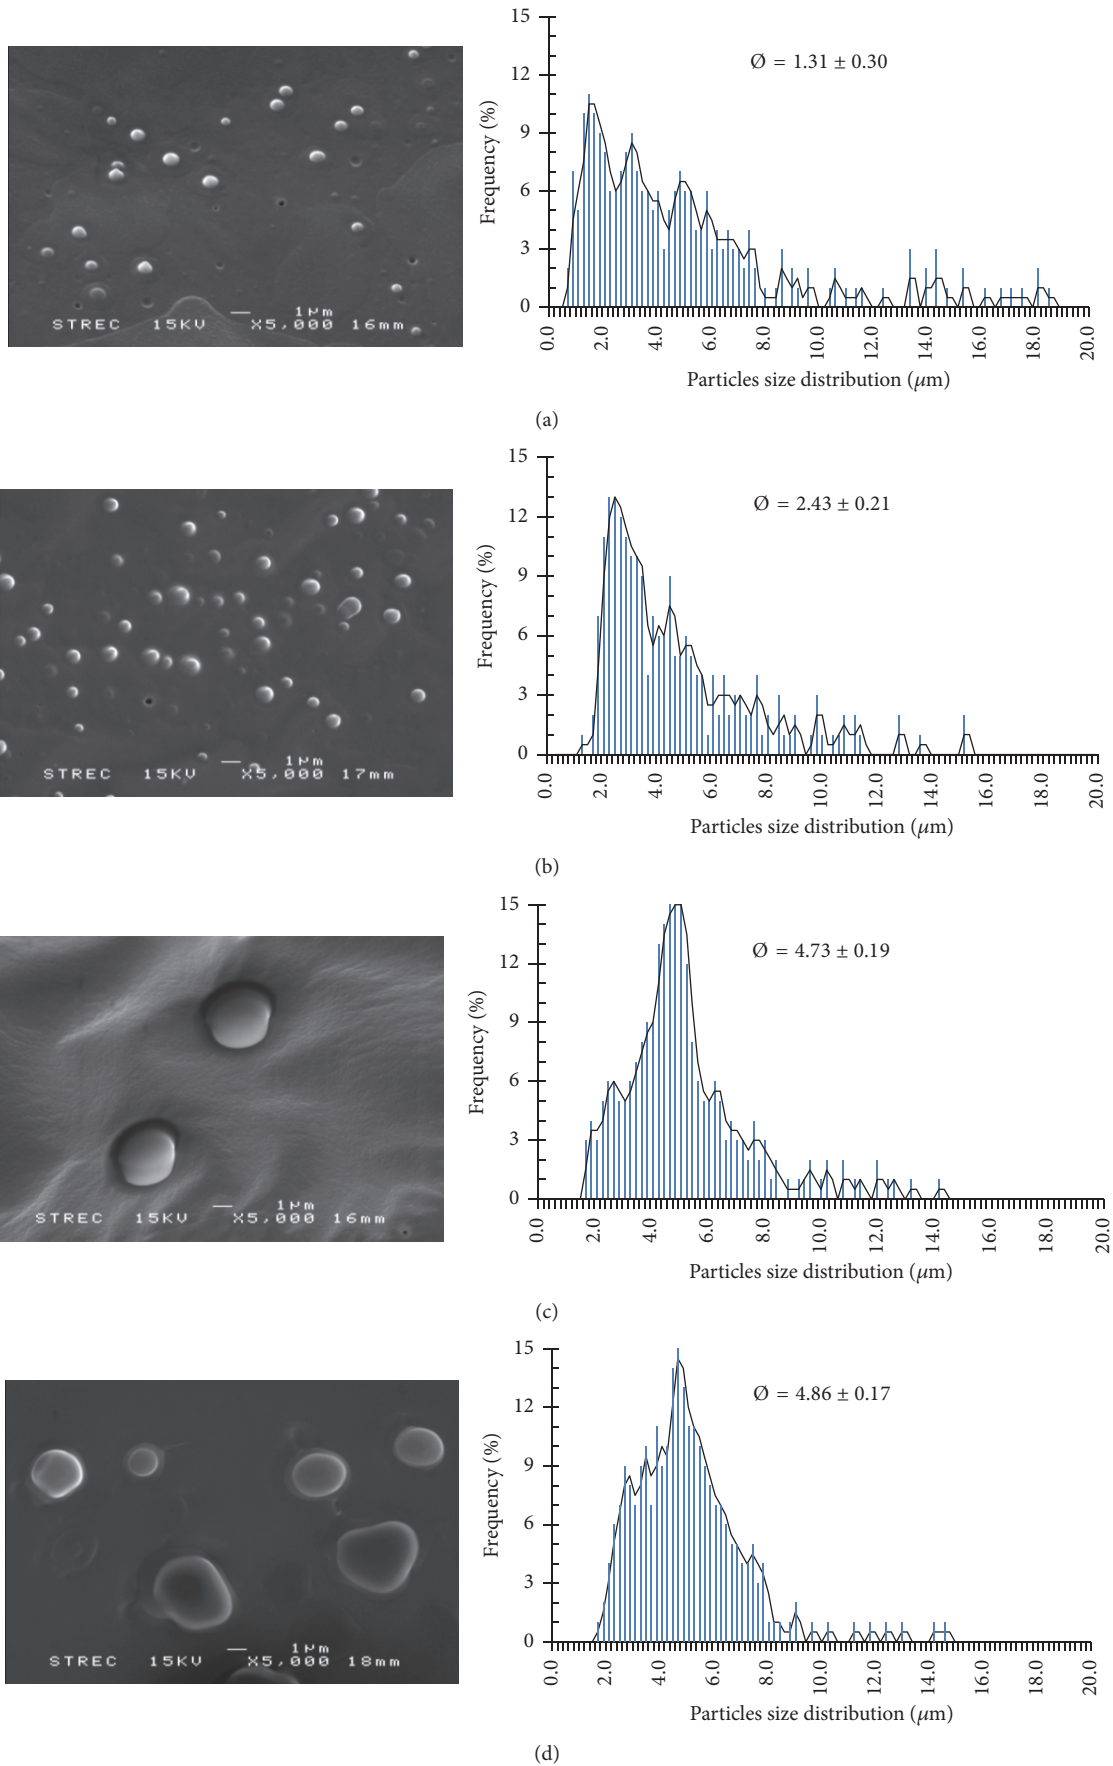 15
12
9
6
3
0
Frequency (%)
Ø = 1.31 ± 0.30
0.0 2.0 4.0 6.0 8.0 10.0 12.0 14.0 16.0 18.0 20.0
Particles size distribution (μm)
STREC 15KV X5,000 1μm 16mm
(a)
15
12
9
6
3
0
Frequency (%)
Ø = 2.43 ± 0.21
0.0 2.0 4.0 6.0 8.0 10.0 12.0 14.0 16.0 18.0 20.0
Particles size distribution (μm)
STREC 15KV X5,000 1μm 17mm
(b)
15
12
9
6
3
0
Frequency (%)
Ø = 4.73 ± 0.19
0.0 2.0 4.0 6.0 8.0 10.0 12.0 14.0 16.0 18.0 20.0
Particles size distribution (μm)
STREC 15KV X5,000 1μm 16mm
(c)
15
12
9
6
3
0
Frequency (%)
Ø = 4.86 ± 0.17
0.0 2.0 4.0 6.0 8.0 10.0 12.0 14.0 16.0 18.0 20.0
Particles size distribution (μm)
STREC 15KV X5,000 1μm 18mm
(d)